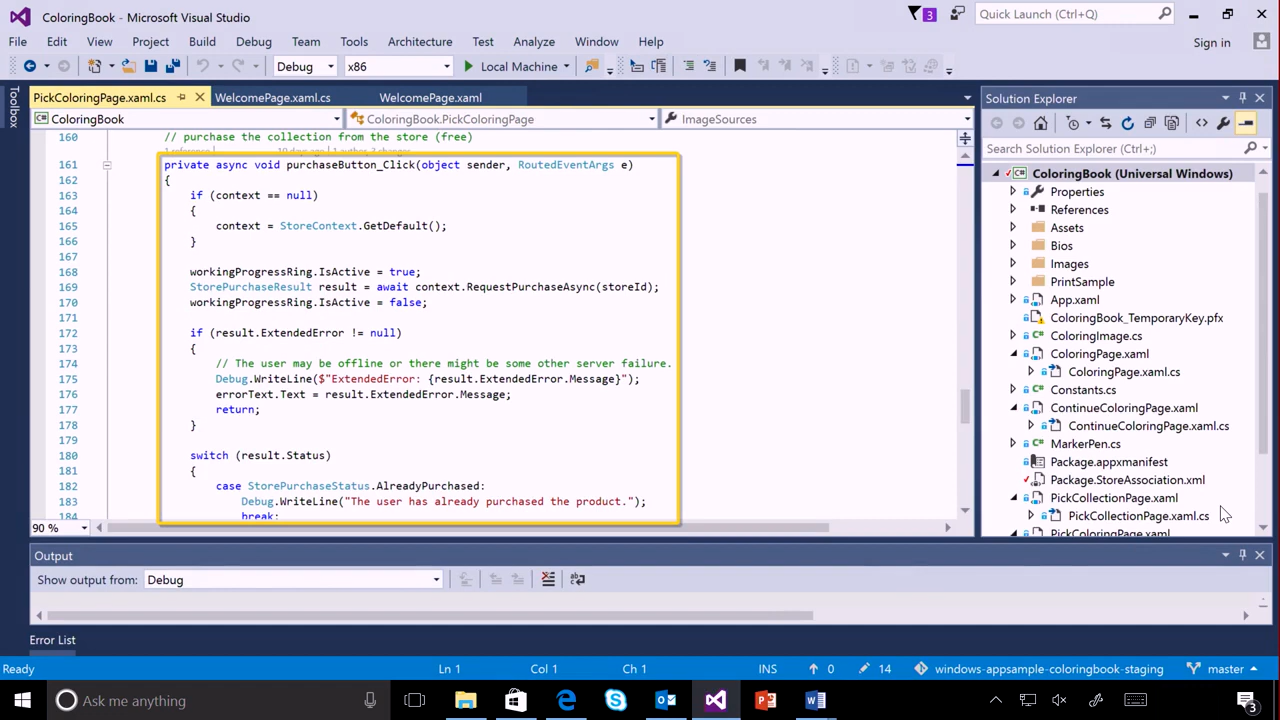 ColoringBook - Microsoft Visual Studio
3
Quick Launch (Ctrl+Q)
File Edit View Project Build Debug Team Tools Architecture Test Analyze Window Help
Sign in
Debug x86 Local Machine
Toolbox
PickColoringPage.xaml.cs WelcomePage.xaml.cs WelcomePage.xaml
ColoringBook ColoringBook.PickColoringPage ImageSources
160 // purchase the collection from the store (free)
161 private async void purchaseButton_Click(object sender, RoutedEventArgs e)
162 {
163 if (context == null)
164 {
165 context = StoreContext.GetDefault();
166 }
167
168 workingProgressRing.IsActive = true;
169 StorePurchaseResult result = await context.RequestPurchaseAsync(storeId);
170 workingProgressRing.IsActive = false;
171
172 if (result.ExtendedError != null)
173 {
174 // The user may be offline or there might be some other server failure.
175 Debug.WriteLine($"ExtendedError: {result.ExtendedError.Message}");
176 errorText.Text = result.ExtendedError.Message;
177 return;
178 }
179
180 switch (result.Status)
181 {
182 case StorePurchaseStatus.AlreadyPurchased:
183 Debug.WriteLine("The user has already purchased the product.");
184 break;
90 %
Solution Explorer
Search Solution Explorer (Ctrl+;)
ColoringBook (Universal Windows)
Properties
References
Assets
Bios
Images
PrintSample
App.xaml
ColoringBook_TemporaryKey.pfx
ColoringImage.cs
ColoringPage.xaml
ColoringPage.xaml.cs
Constants.cs
ContinueColoringPage.xaml
ContinueColoringPage.xaml.cs
MarkerPen.cs
Package.appxmanifest
Package.StoreAssociation.xml
PickCollectionPage.xaml
PickCollectionPage.xaml.cs
PickColoringPage.xaml
Output
Show output from: Debug
Error List
Ready Ln 1 Col 1 Ch 1 INS 0 14 windows-appsample-coloringbook-staging master
Ask me anything
3